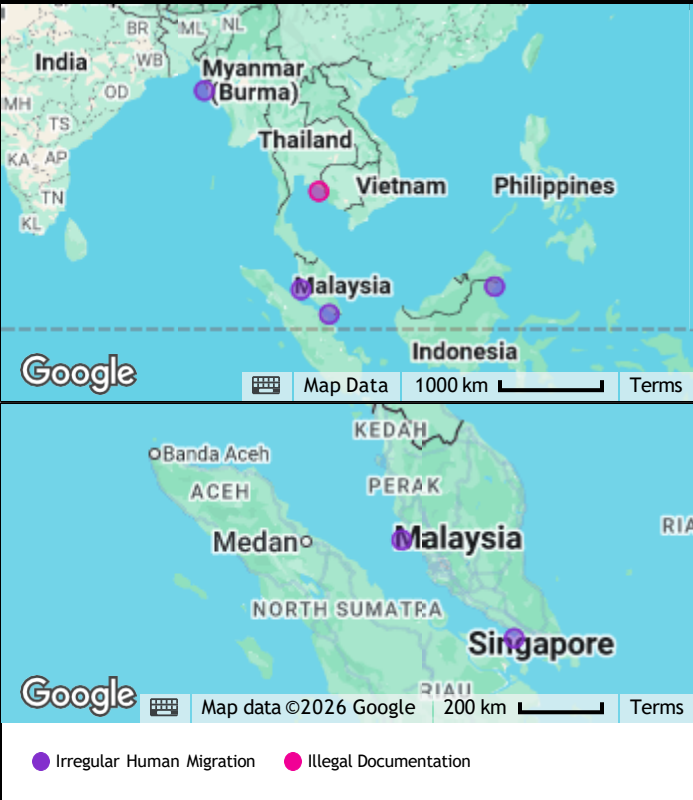 BR
ML
NL
India
WB
Myanmar
(Burma)
OD
MH
TS
Thailand
KA
AP
Vietnam
Philippines
TN
KL
Malaysia
Indonesia
Google
Map Data
1000 km
Terms
KEDAH
Banda Aceh
ACEH
PERAK
Malaysia
RIA
Medan
NORTH SUMATRA
Singapore
RIAU
Google
Map data ©2026 Google
200 km
Terms
Irregular Human Migration
Illegal Documentation